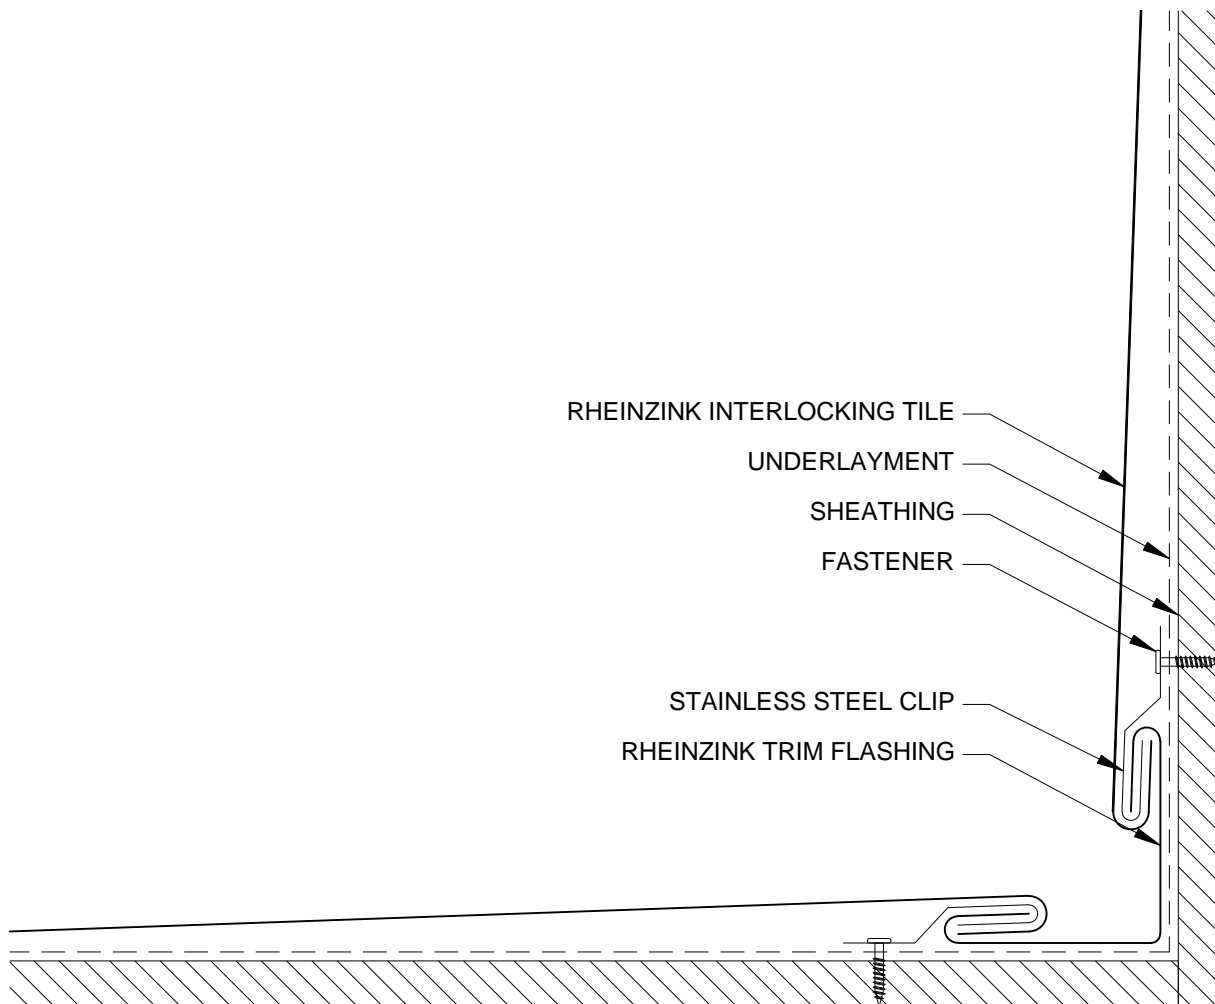 RHEINZINK INTERLOCKING TILE
UNDERLAYMENT
SHEATHING
FASTENER
STAINLESS STEEL CLIP
RHEINZINK TRIM FLASHING